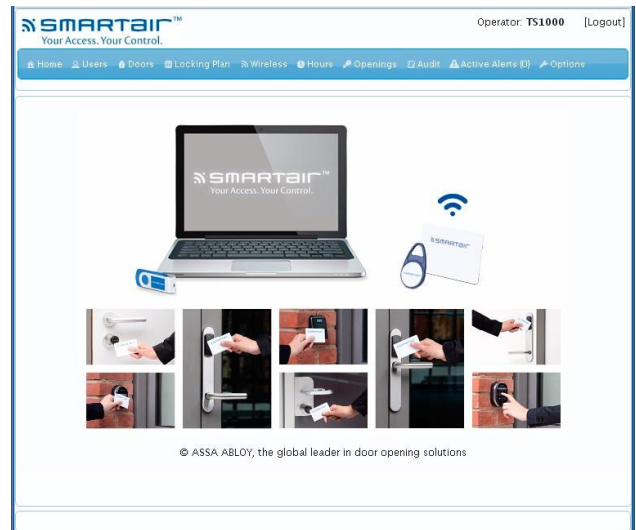 SMARTair™
Your Access. Your Control.
Operator: TS1000 [Logout]
Home Users Doors Locking Plan Wireless Hours Openings Audit Active Alerts (0) Options
SMARTair™
Your Access. Your Control.
SMARTair
© ASSA ABLOY, the global leader in door opening solutions